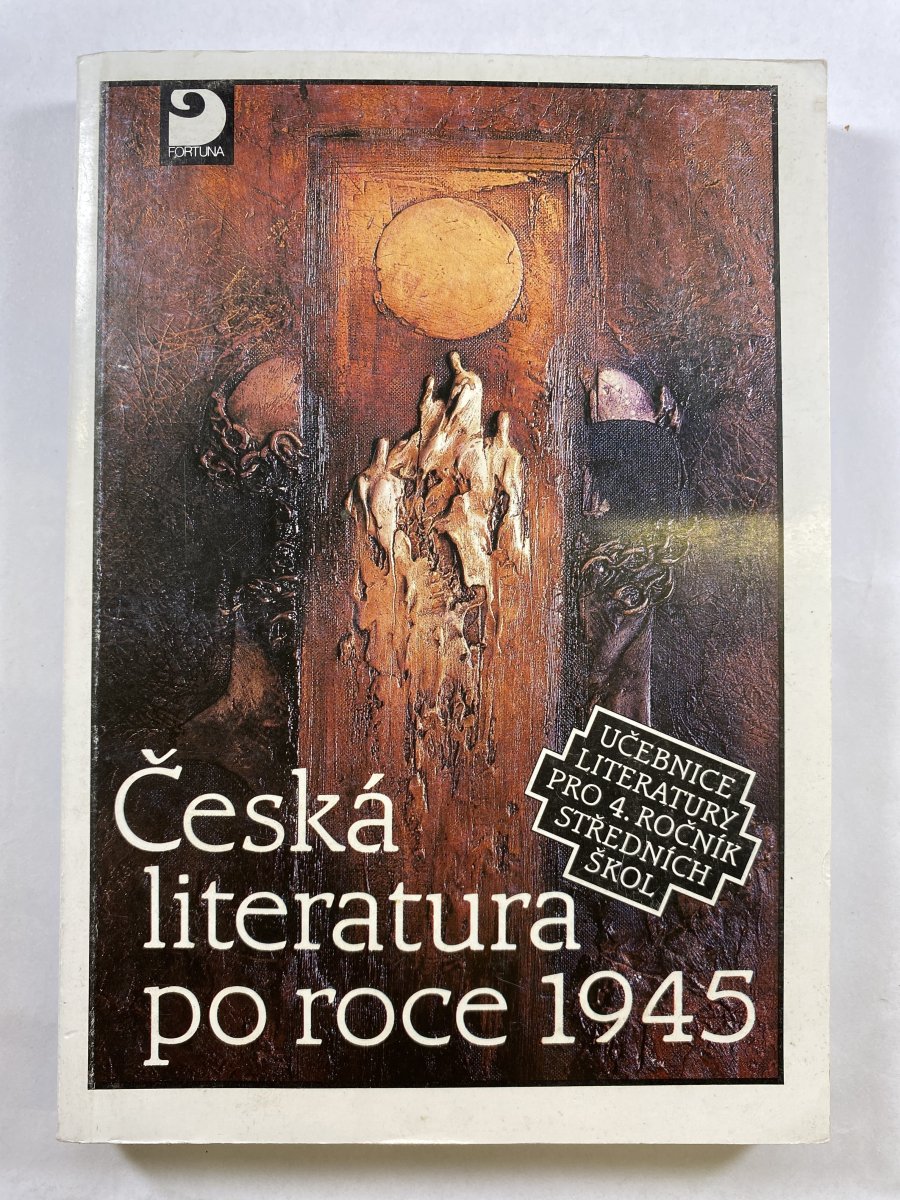 FORTUNA
UČEBNICE
LITERATURY
PRO 4. ROČNÍK
STŘEDNÍCH
ŠKOL
Česká
literatura
po roce 1945